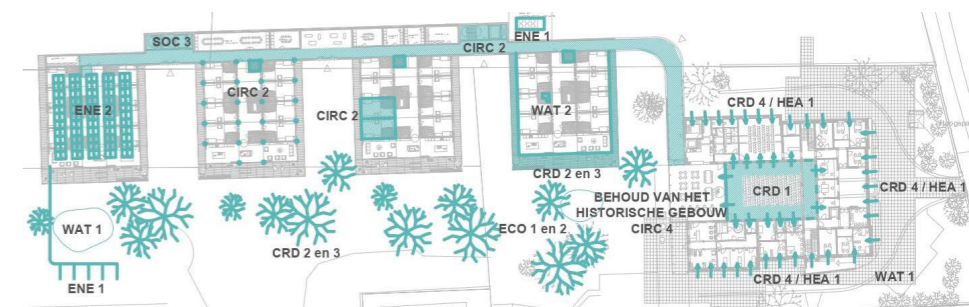 SOC 3
ENE 1
CIRC 2
ENE 2
CIRC 2
CIRC 2
WAT 2
CRD 4 / HEA 1
CRD 2 en 3
CRD 4 / HEA 1
CRD 1
BEHOUD VAN HET
HISTORISCHE GEBOUW
CIRC 4
ECO 1 en 2
WAT 1
CRD 2 en 3
CRD 4 / HEA 1
WAT 1
ENE 1